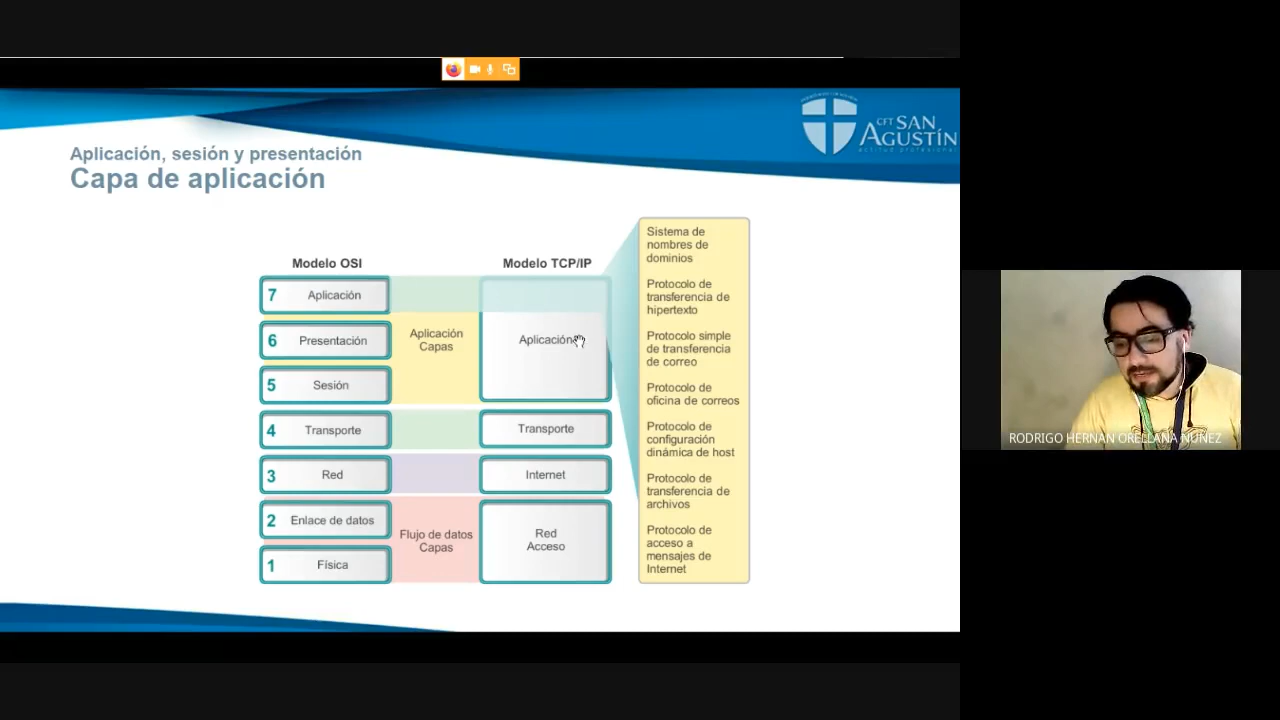 CFT SAN
AGUSTÍN
actitud profesional
Aplicación, sesión y presentación
Capa de aplicación
Modelo OSI
Modelo TCP/IP
7 Aplicación
6 Presentación
5 Sesión
4 Transporte
3 Red
2 Enlace de datos
1 Física
Aplicación
Capas
Flujo de datos
Capas
Aplicación
Transporte
Internet
Red
Acceso
Sistema de
nombres de
dominios
Protocolo de
transferencia de
hipertexto
Protocolo simple
de transferencia
de correo
Protocolo de
oficina de correos
Protocolo de
configuración
dinámica de host
Protocolo de
transferencia de
archivos
Protocolo de
acceso a
mensajes de
Internet
RODRIGO HERNAN ORELLANA NUÑEZ